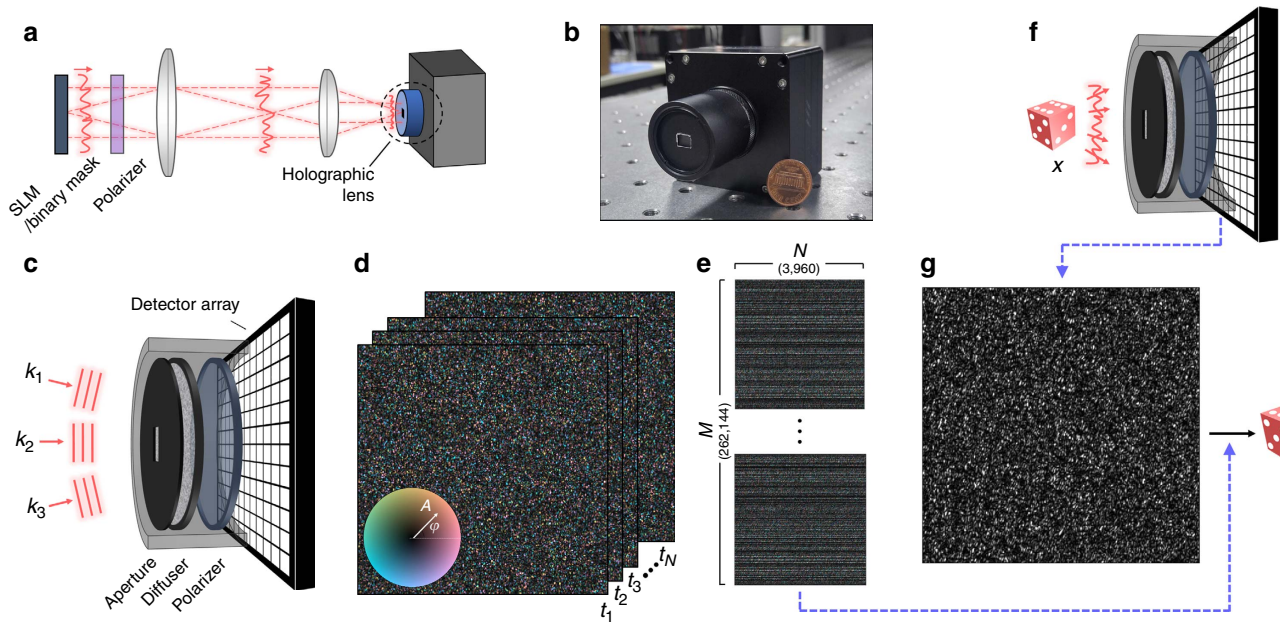 a
SLM
/binary mask
Polarizer
Holographic
lens
b
c
Detector array
k1
k2
k3
Aperture
Diffuser
Polarizer
d
A
φ
t1
t2
t3
tN
e
N
(3,960)
M
(262,144)
f
x
g